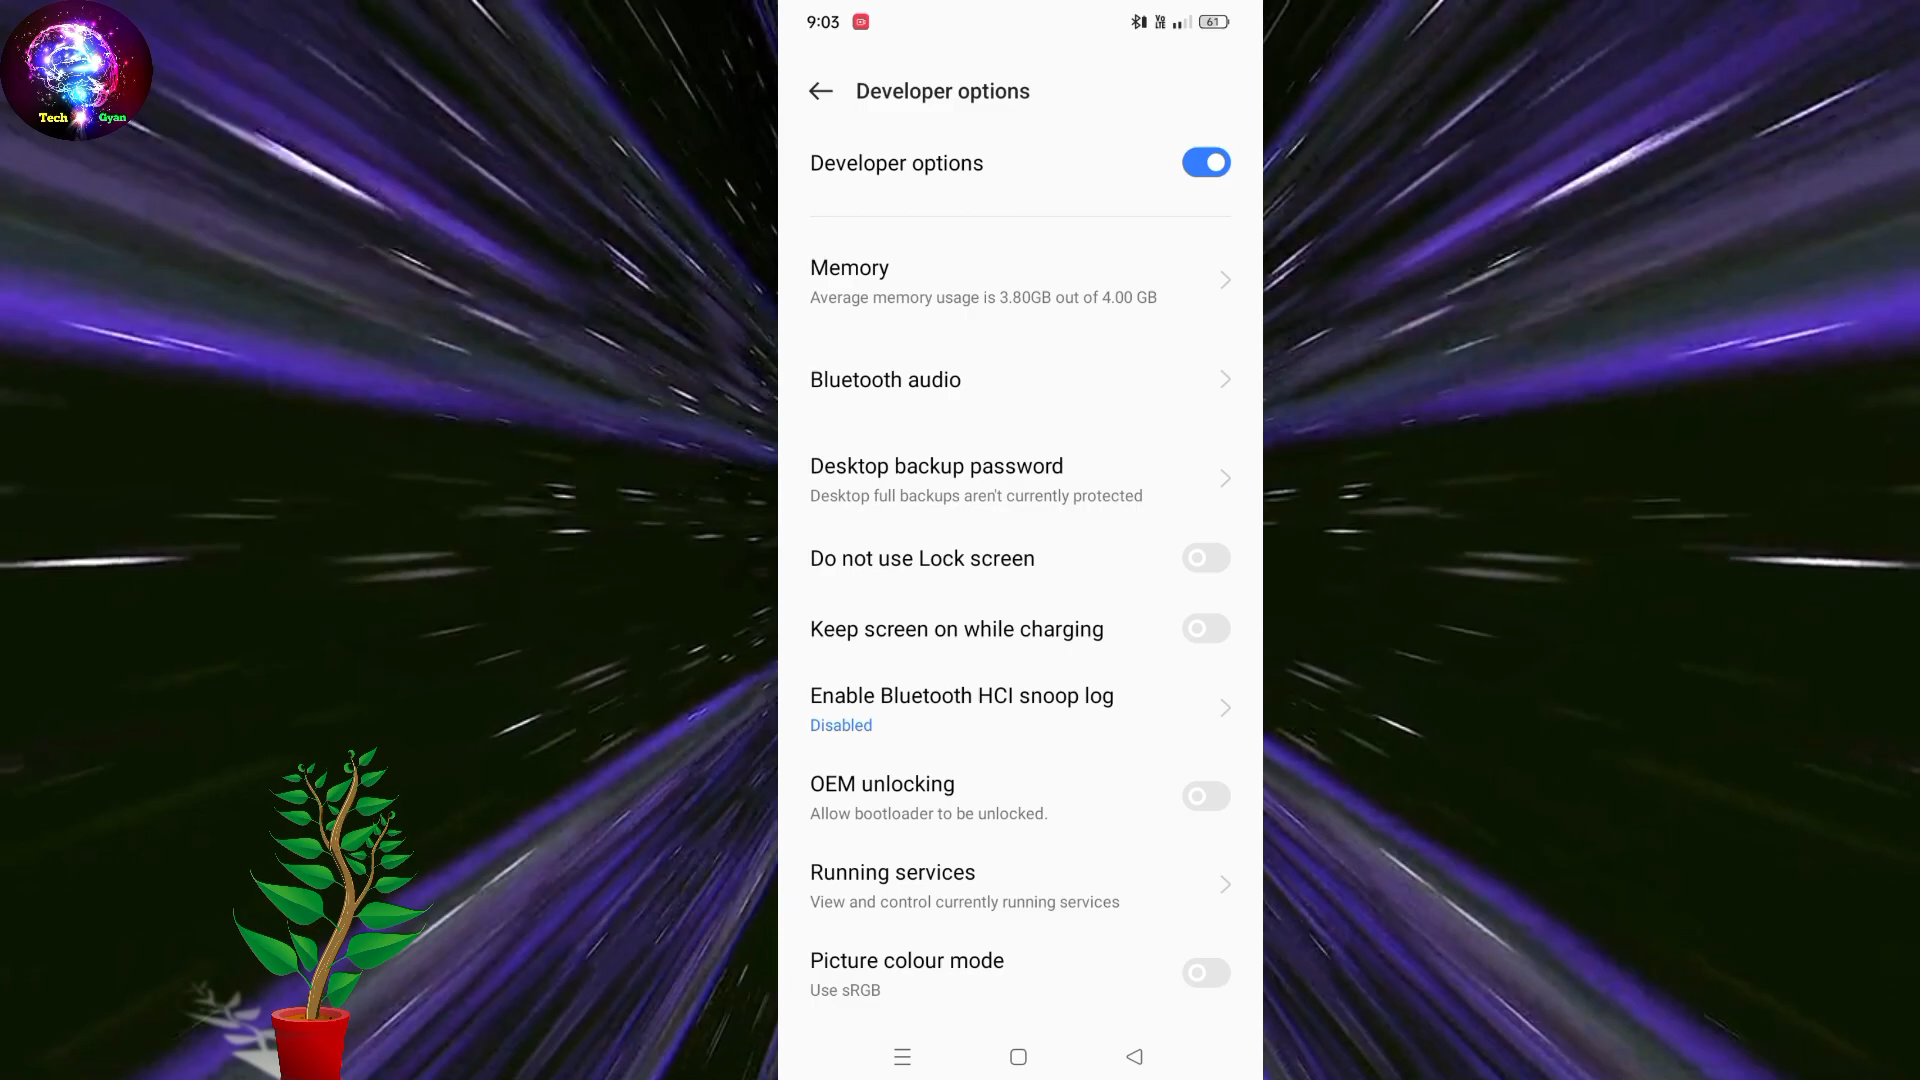 Tech Gyan
9:03
61
Developer options
Developer options
Memory
Average memory usage is 3.80GB out of 4.00 GB
Bluetooth audio
Desktop backup password
Desktop full backups aren't currently protected
Do not use Lock screen
Keep screen on while charging
Enable Bluetooth HCI snoop log
Disabled
OEM unlocking
Allow bootloader to be unlocked.
Running services
View and control currently running services
Picture colour mode
Use sRGB